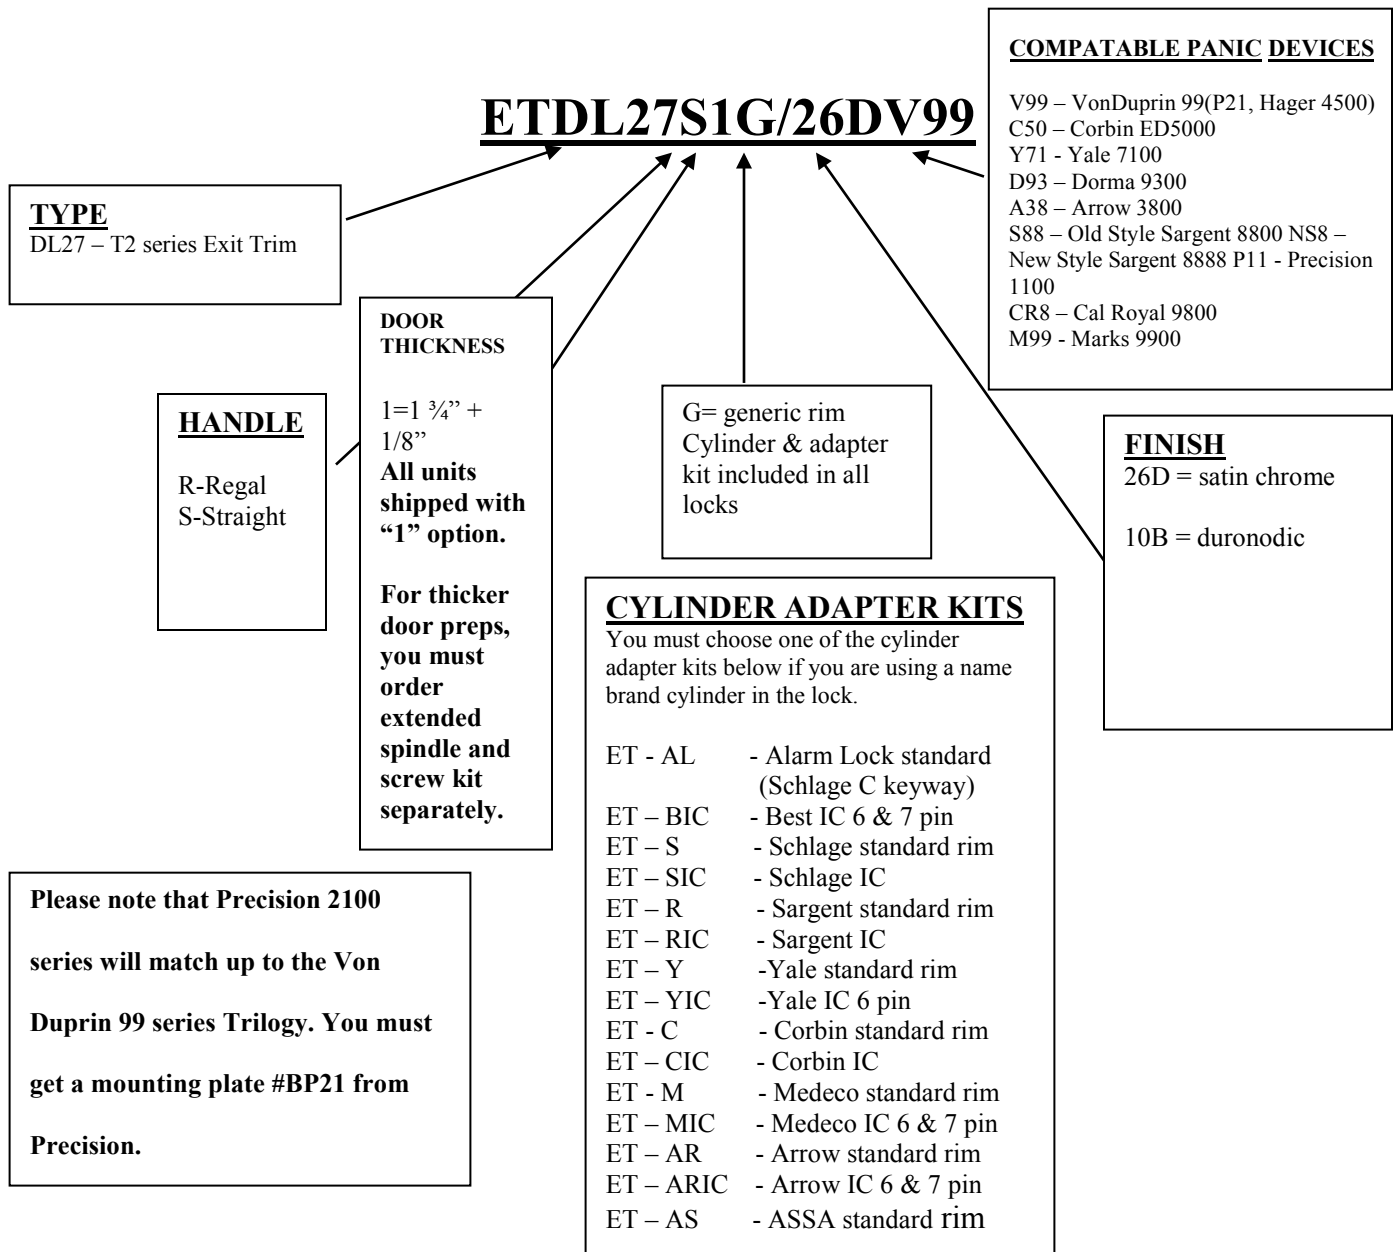 ETDL27S1G/26DV99
COMPATABLE PANIC DEVICES
V99 – VonDuprin 99(P21, Hager 4500)
C50 – Corbin ED5000
Y71 - Yale 7100
D93 – Dorma 9300
A38 – Arrow 3800
S88 – Old Style Sargent 8800 NS8 –
New Style Sargent 8888 P11 - Precision
1100
CR8 – Cal Royal 9800
M99 - Marks 9900
TYPE
DL27 – T2 series Exit Trim
HANDLE
R-Regal
S-Straight
DOOR
THICKNESS
1=1 ¾” +
1/8”
All units
shipped with
“1” option.
For thicker
door preps,
you must
order
extended
spindle and
screw kit
separately.
G= generic rim
Cylinder & adapter
kit included in all
locks
FINISH
26D = satin chrome
10B = duronodic
CYLINDER ADAPTER KITS
You must choose one of the cylinder
adapter kits below if you are using a name
brand cylinder in the lock.
ET - AL - Alarm Lock standard
(Schlage C keyway)
ET – BIC - Best IC 6 & 7 pin
ET – S - Schlage standard rim
ET – SIC - Schlage IC
ET – R - Sargent standard rim
ET – RIC - Sargent IC
ET – Y -Yale standard rim
ET – YIC -Yale IC 6 pin
ET - C - Corbin standard rim
ET – CIC - Corbin IC
ET - M - Medeco standard rim
ET – MIC - Medeco IC 6 & 7 pin
ET – AR - Arrow standard rim
ET – ARIC - Arrow IC 6 & 7 pin
ET – AS - ASSA standard rim
Please note that Precision 2100
series will match up to the Von
Duprin 99 series Trilogy. You must
get a mounting plate #BP21 from
Precision.